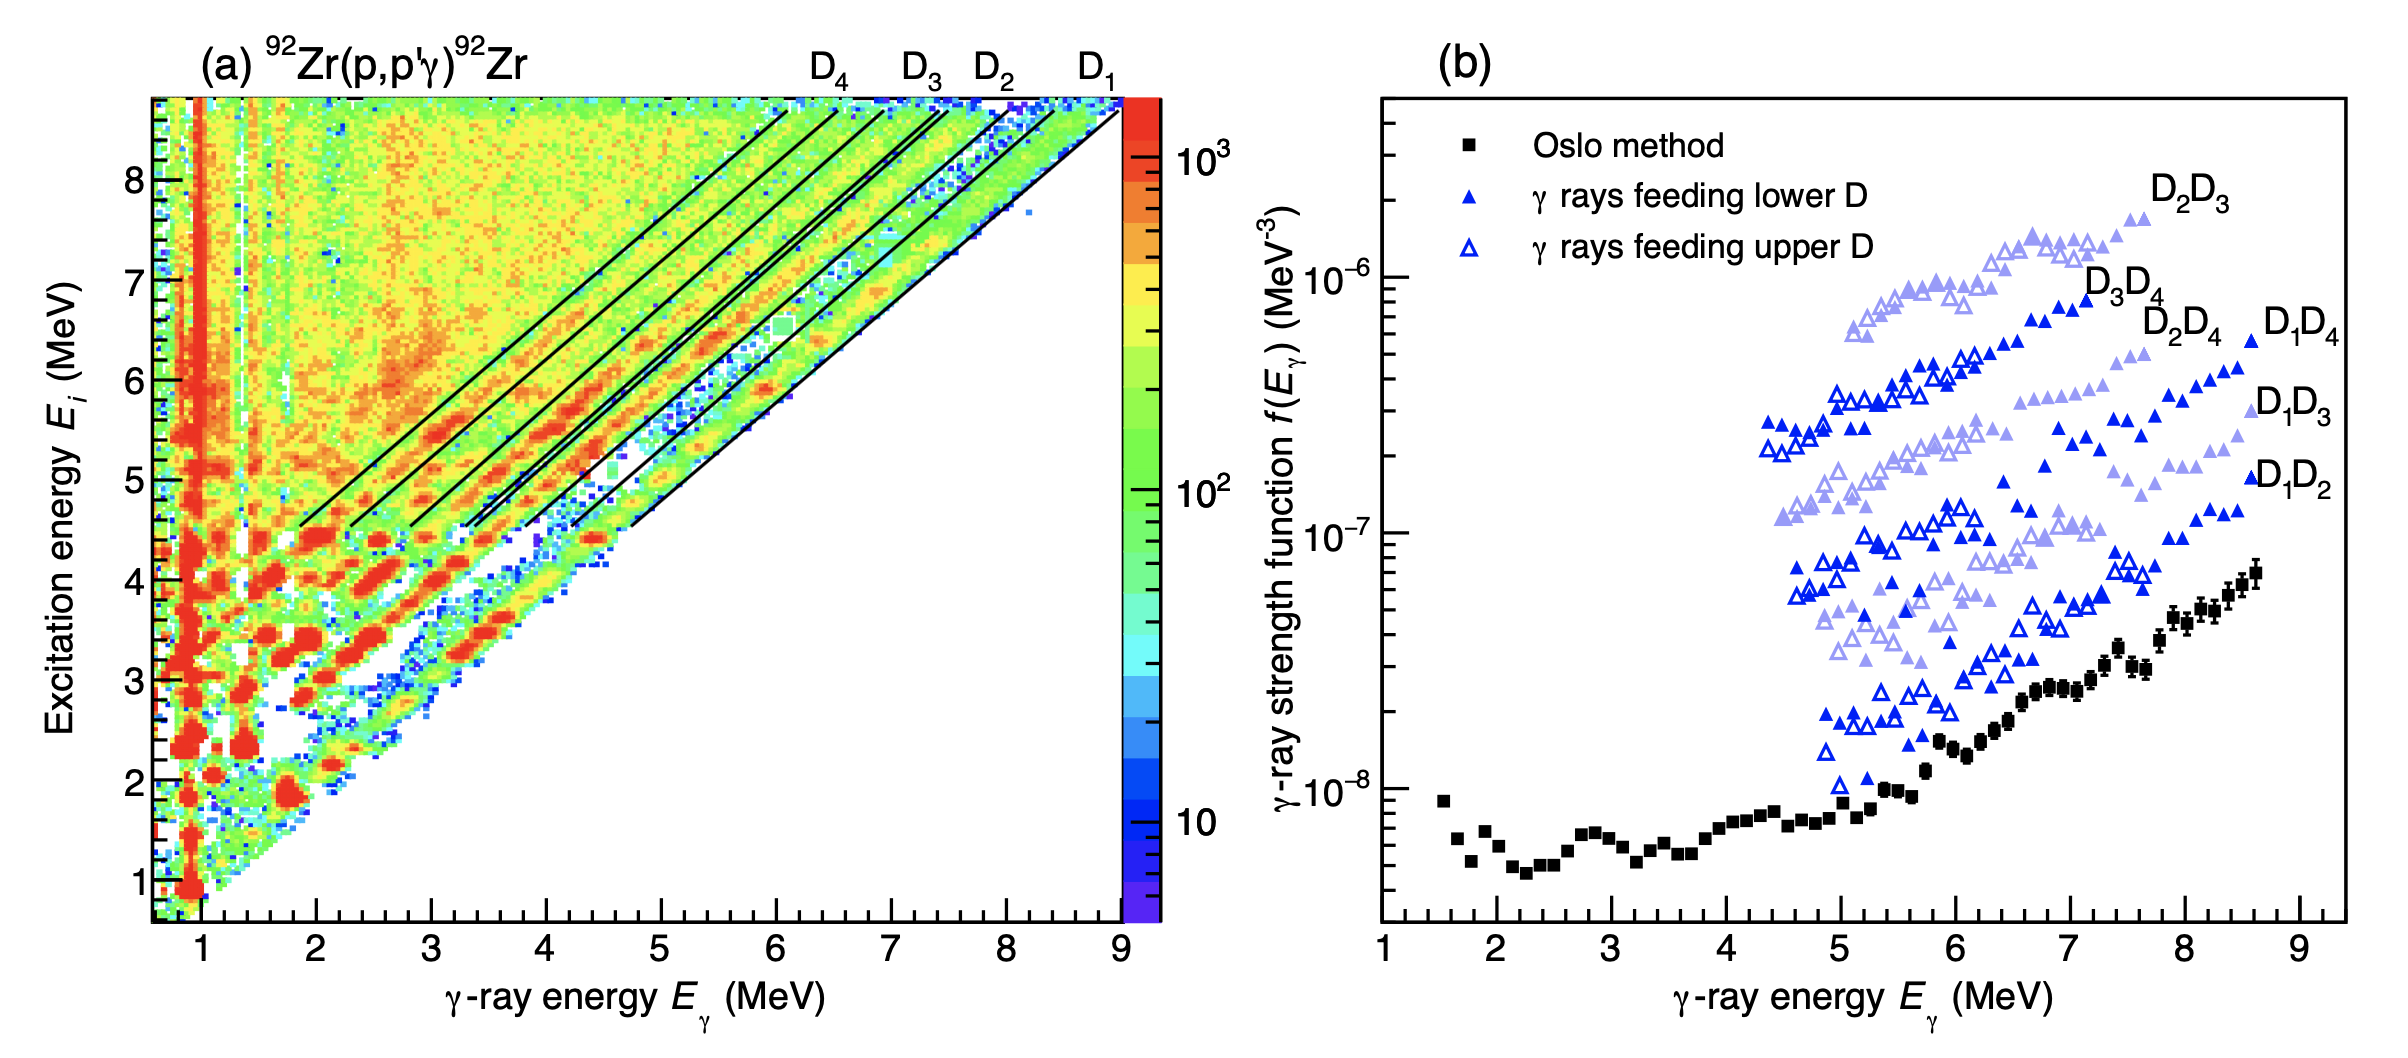 (a) ⁹²Zr(p,p'γ)⁹²Zr
D₄ D₃ D₂ D₁
Excitation energy Eᵢ (MeV)
8
7
6
5
4
3
2
1
1 2 3 4 5 6 7 8 9
γ-ray energy E_γ (MeV)
10³
10²
10
(b)
Oslo method
γ rays feeding lower D
γ rays feeding upper D
D₂D₃
D₃D₄
D₂D₄
D₁D₄
D₁D₃
D₁D₂
γ-ray strength function f(E_γ) (MeV⁻³)
10⁻⁶
10⁻⁷
10⁻⁸
1 2 3 4 5 6 7 8 9
γ-ray energy E_γ (MeV)